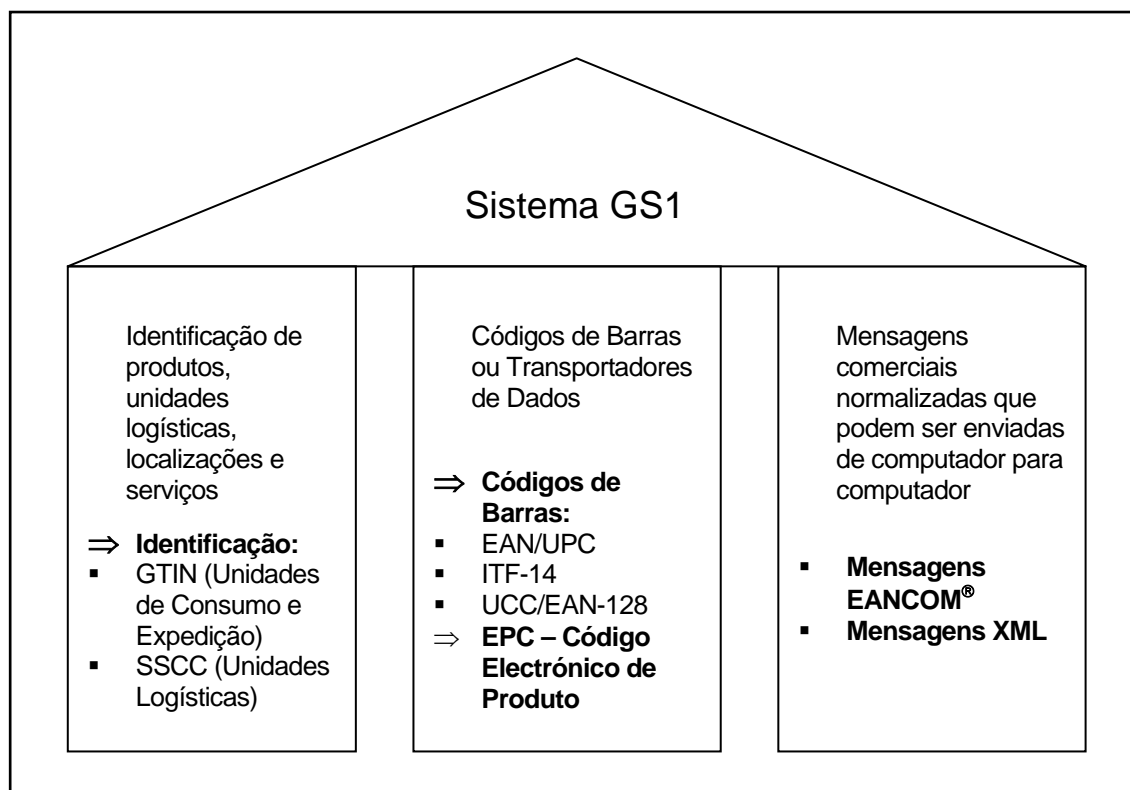 Sistema GS1
Identificação de
produtos,
unidades
logísticas,
localizações e
serviços
⇒ Identificação:
▪ GTIN (Unidades
de Consumo e
Expedição)
▪ SSCC (Unidades
Logísticas)
Códigos de Barras
ou Transportadores
de Dados
⇒ Códigos de
Barras:
▪ EAN/UPC
▪ ITF-14
▪ UCC/EAN-128
⇒ EPC – Código
Electrónico de
Produto
Mensagens
comerciais
normalizadas que
podem ser enviadas
de computador para
computador
▪ Mensagens
EANCOM®
▪ Mensagens XML